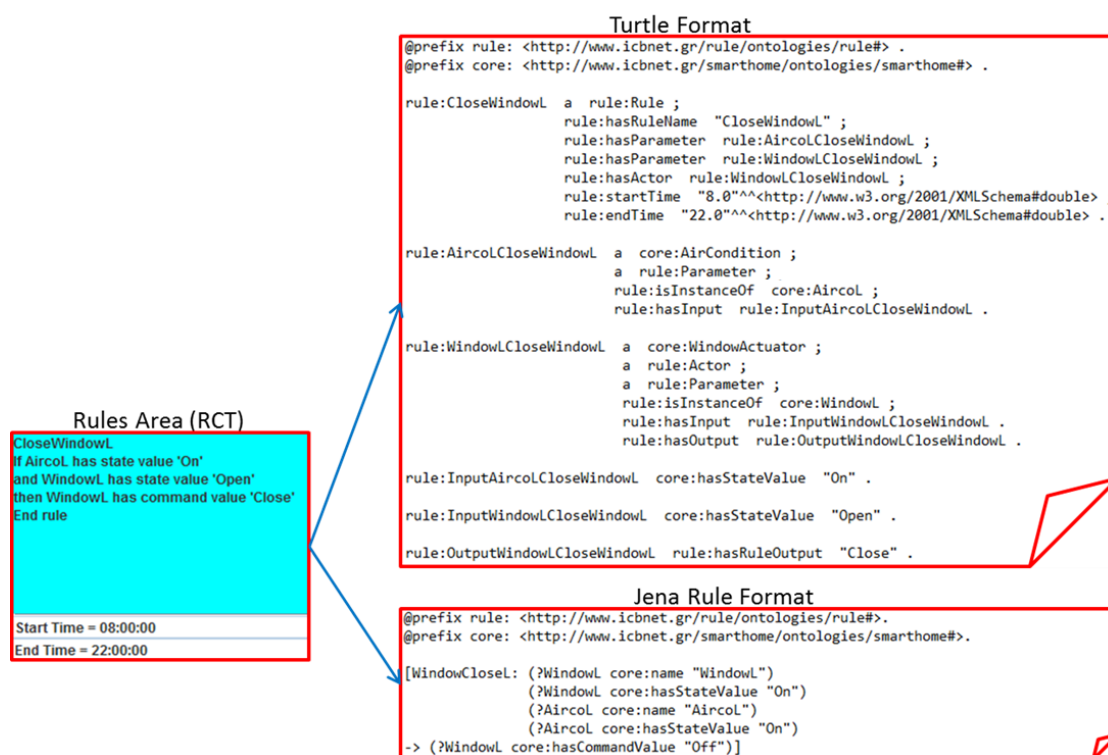 Turtle Format
@prefix rule: <http://www.icbnet.gr/rule/ontologies/rule#> .
@prefix core: <http://www.icbnet.gr/smarthome/ontologies/smarthome#> .
rule:CloseWindowL a rule:Rule ;
rule:hasRuleName "CloseWindowL" ;
rule:hasParameter rule:AircoLCloseWindowL ;
rule:hasParameter rule:WindowLCloseWindowL ;
rule:hasActor rule:WindowLCloseWindowL ;
rule:startTime "8.0"^^<http://www.w3.org/2001/XMLSchema#double>
rule:endTime "22.0"^^<http://www.w3.org/2001/XMLSchema#double> .
rule:AircoLCloseWindowL a core:AirCondition ;
a rule:Parameter ;
rule:isInstanceOf core:AircoL ;
rule:hasInput rule:InputAircoLCloseWindowL .
rule:WindowLCloseWindowL a core:WindowActuator ;
a rule:Actor ;
a rule:Parameter ;
rule:isInstanceOf core:WindowL ;
rule:hasInput rule:InputWindowLCloseWindowL .
rule:hasOutput rule:OutputWindowLCloseWindowL .
rule:InputAircoLCloseWindowL core:hasStateValue "On" .
rule:InputWindowLCloseWindowL core:hasStateValue "Open" .
rule:OutputWindowLCloseWindowL rule:hasRuleOutput "Close" .
Rules Area (RCT)
CloseWindowL
If AircoL has state value 'On'
and WindowL has state value 'Open'
then WindowL has command value 'Close'
End rule
Start Time = 08:00:00
End Time = 22:00:00
Jena Rule Format
@prefix rule: <http://www.icbnet.gr/rule/ontologies/rule#>.
@prefix core: <http://www.icbnet.gr/smarthome/ontologies/smarthome#>.
[WindowCloseL: (?WindowL core:name "WindowL")
(?WindowL core:hasStateValue "On")
(?AircoL core:name "AircoL")
(?AircoL core:hasStateValue "On")
-> (?WindowL core:hasCommandValue "Off")]